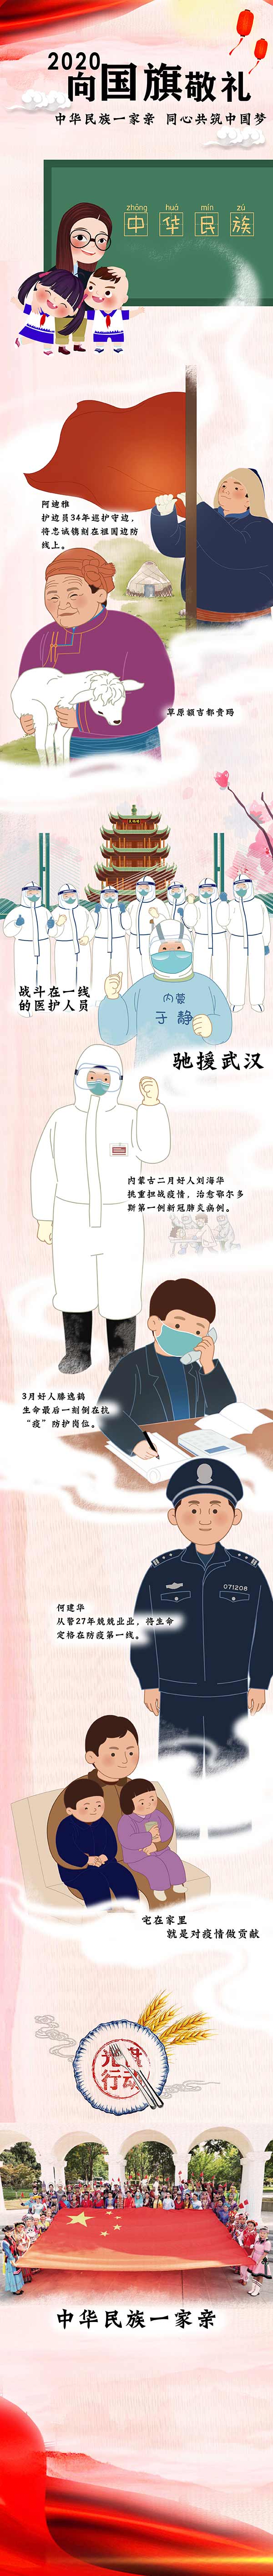 2020
向国旗敬礼
中华民族一家亲 同心共筑中国梦
zhōng huá mín zú
中华民族
阿迪雅
护边员34年巡护守边,
将忠诚镌刻在祖国边防
线上。
草原额吉都贵玛
战斗在一线
的医护人员
内蒙
于静
驰援武汉
内蒙古二月好人刘海华
挑重担战疫情，治愈鄂尔多
斯第一例新冠肺炎病例。
3月好人滕逸鹤
生命最后一刻倒在抗
“疫”防护岗位。
071208
何建华
从警27年兢兢业业，将生命
定格在防疫第一线。
宅在家里
就是对疫情做贡献
光盘
行动
中华民族一家亲